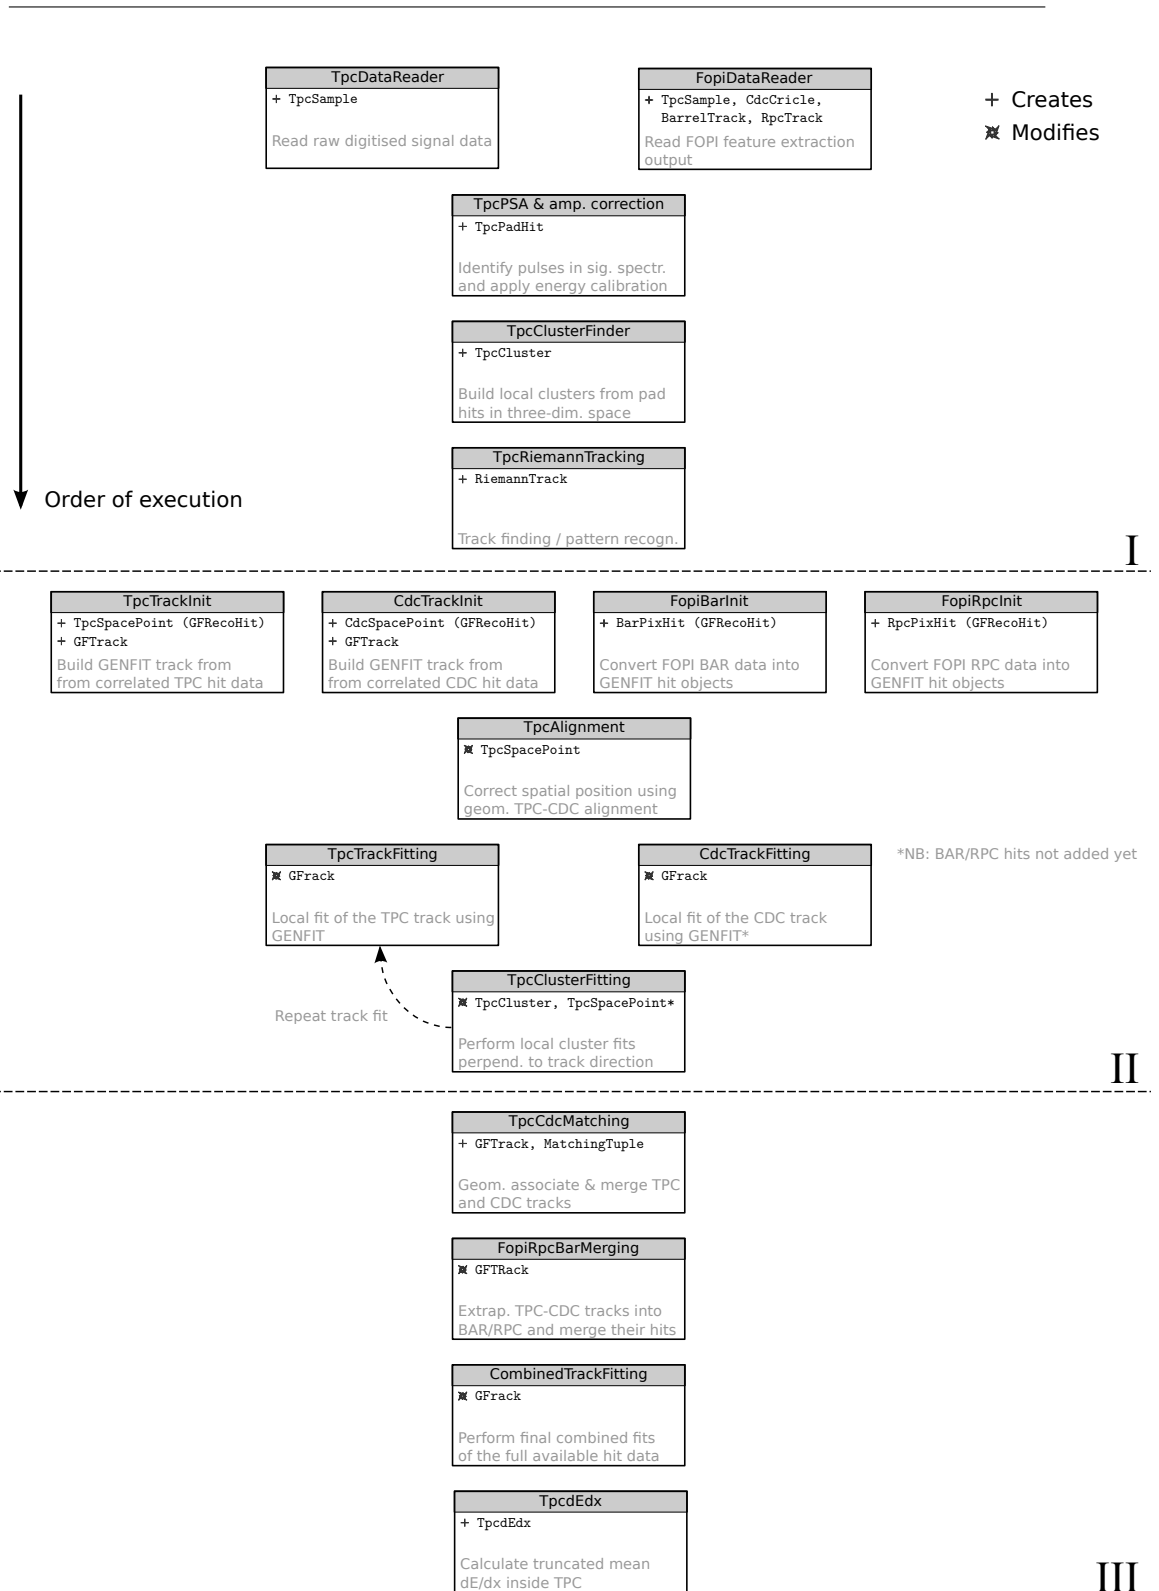 TpcDataReader
+ TpcSample
Read raw digitised signal data
FopiDataReader
+ TpcSample, CdcCricle,
BarrelTrack, RpcTrack
Read FOPI feature extraction
output
+ Creates
⌘ Modifies
TpcPSA & amp. correction
+ TpcPadHit
Identify pulses in sig. spectr.
and apply energy calibration
TpcClusterFinder
+ TpcCluster
Build local clusters from pad
hits in three-dim. space
TpcRiemannTracking
+ RiemannTrack
Track finding / pattern recogn.
Order of execution
I
TpcTrackInit
+ TpcSpacePoint (GFRecoHit)
+ GFTrack
Build GENFIT track from
from correlated TPC hit data
CdcTrackInit
+ CdcSpacePoint (GFRecoHit)
+ GFTrack
Build GENFIT track from
from correlated CDC hit data
FopiBarInit
+ BarPixHit (GFRecoHit)
Convert FOPI BAR data into
GENFIT hit objects
FopiRpcInit
+ RpcPixHit (GFRecoHit)
Convert FOPI RPC data into
GENFIT hit objects
TpcAlignment
⌘ TpcSpacePoint
Correct spatial position using
geom. TPC-CDC alignment
TpcTrackFitting
⌘ GFrack
Local fit of the TPC track using
GENFIT
CdcTrackFitting
⌘ GFrack
Local fit of the CDC track
using GENFIT*
*NB: BAR/RPC hits not added yet
TpcClusterFitting
⌘ TpcCluster, TpcSpacePoint*
Perform local cluster fits
perpend. to track direction
Repeat track fit
II
TpcCdcMatching
+ GFTrack, MatchingTuple
Geom. associate & merge TPC
and CDC tracks
FopiRpcBarMerging
⌘ GFTRack
Extrap. TPC-CDC tracks into
BAR/RPC and merge their hits
CombinedTrackFitting
⌘ GFrack
Perform final combined fits
of the full available hit data
TpcdEdx
+ TpcdEdx
Calculate truncated mean
dE/dx inside TPC
III